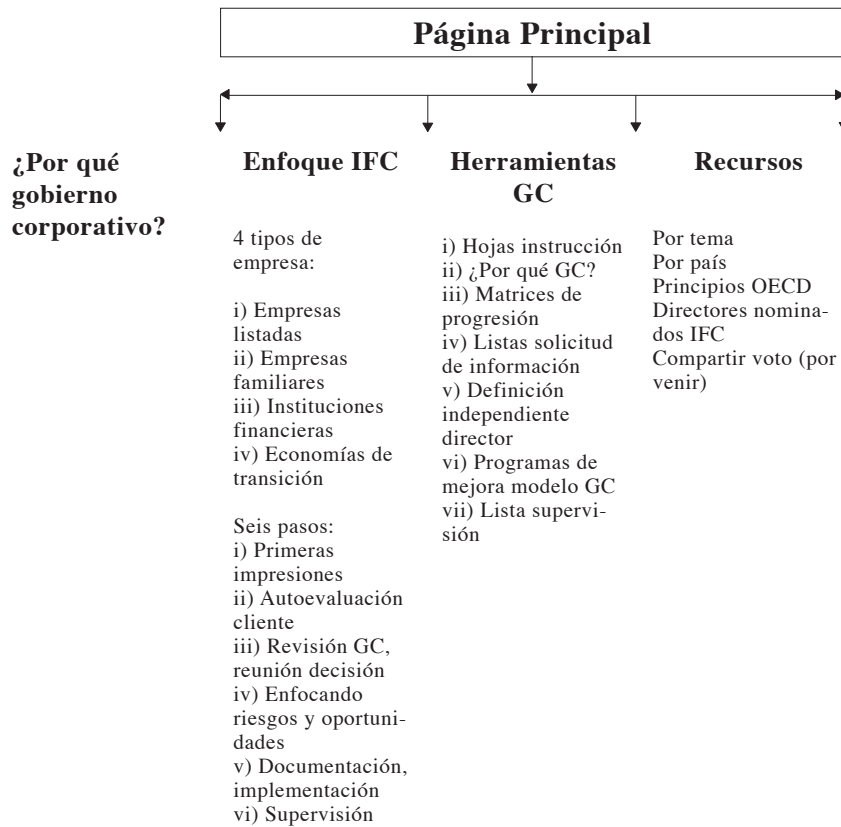 Página Principal
¿Por qué
gobierno
corporativo?
Enfoque IFC
4 tipos de
empresa:
i) Empresas
listadas
ii) Empresas
familiares
iii) Instituciones
financieras
iv) Economías de
transición
Seis pasos:
i) Primeras
impresiones
ii) Autoevaluación
cliente
iii) Revisión GC,
reunión decisión
iv) Enfocando
riesgos y oportuni-
dades
v) Documentación,
implementación
vi) Supervisión
Herramientas
GC
i) Hojas instrucción
ii) ¿Por qué GC?
iii) Matrices de
progresión
iv) Listas solicitud
de información
v) Definición
independiente
director
vi) Programas de
mejora modelo GC
vii) Lista supervi-
sión
Recursos
Por tema
Por país
Principios OECD
Directores nomina-
dos IFC
Compartir voto (por
venir)